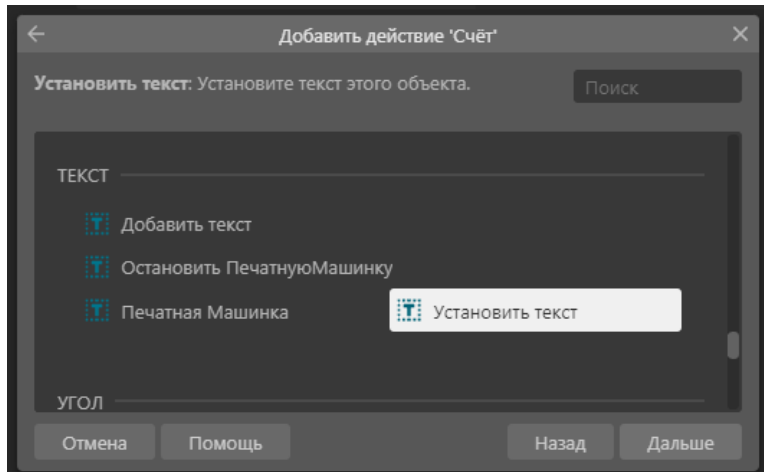 Добавить действие 'Счёт'
Установить текст: Установите текст этого объекта.
Поиск
ТЕКСТ
Добавить текст
Остановить ПечатнуюМашинку
Печатная Машинка
Установить текст
УГОЛ
Отмена
Помощь
Назад
Дальше